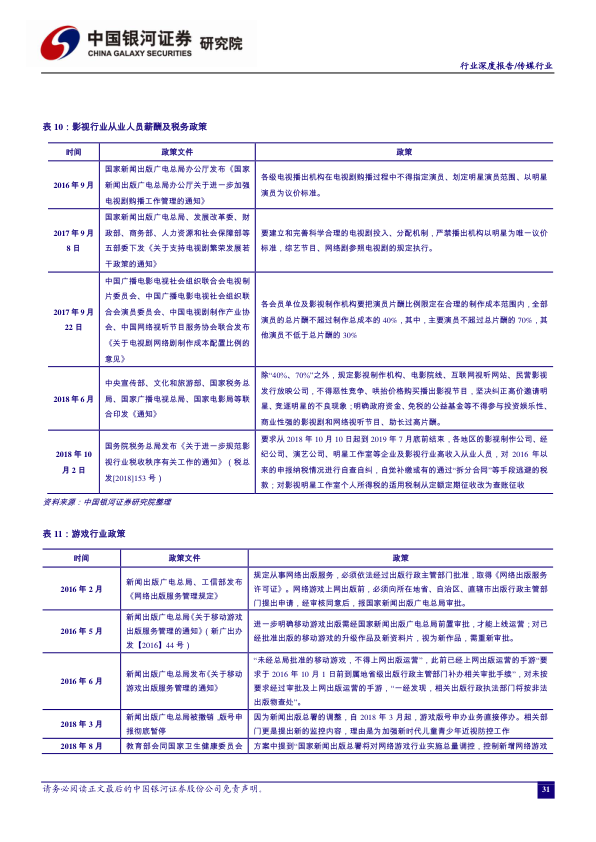 中国银河证券 研究院
CHINA GALAXY SECURITIES
行业深度报告/传媒行业
表 10：影视行业从业人员薪酬及税务政策
时间 政策文件 政策
2016 年 9 月
国家新闻出版广电总局办公厅发布《国家
新闻出版广电总局办公厅关于进一步加强
电视剧购播工作管理的通知》
各级电视播出机构在电视剧购播过程中不得指定演员、划定明星演员范围、以明星
演员为议价标准。
2017 年 9 月
8 日
国家新闻出版广电总局、发展改革委、财
政部、商务部、人力资源和社会保障部等
五部委下发《关于支持电视剧繁荣发展若
干政策的通知》
要建立和完善科学合理的电视剧投入、分配机制，严禁播出机构以明星为唯一议价
标准，综艺节目、网络剧参照电视剧的规定执行。
2017 年 9 月
22 日
中国广播电影电视社会组织联合会电视制
片委员会、中国广播电影电视社会组织联
合会演员委员会、中国电视剧制作产业协
会、中国网络视听节目服务协会联合发布
《关于电视剧网络剧制作成本配置比例的
意见》
各会员单位及影视制作机构要把演员片酬比例限定在合理的制作成本范围内，全部
演员的总片酬不超过制作总成本的 40%，其中，主要演员不超过总片酬的 70%，其
他演员不低于总片酬的 30%
2018 年 6 月
中央宣传部、文化和旅游部、国家税务总
局、国家广播电视总局、国家电影局等联
合印发《通知》
除“40%、70%”之外，规定影视制作机构、电影院线、互联网视听网站、民营影视
发行放映公司，不得恶性竞争、哄抬价格购买播出影视节目，坚决纠正高价邀请明
星、竞逐明星的不良现象；明确政府资金、免税的公益基金等不得参与投资娱乐性、
商业性强的影视剧和网络视听节目、助长过高片酬。
2018 年 10
月 2 日
国务院税务总局发布《关于进一步规范影
视行业税收秩序有关工作的通知》（税总
发[2018]153 号）
要求从 2018 年 10 月 10 日起到 2019 年 7 月底前结束，各地区的影视制作公司、经
纪公司、演艺公司、明星工作室等企业及影视行业高收入从业人员，对 2016 年以
来的申报纳税情况进行自查自纠，自觉补缴或有的通过“拆分合同”等手段逃避的税
款；对影视明星工作室个人所得税的适用税制从定额定期征收改为查账征收
资料来源：中国银河证券研究院整理
表 11：游戏行业政策
时间 政策文件 政策
2016 年 2 月
新闻出版广电总局、工信部发布
《网络出版服务管理规定》
规定从事网络出版服务，必须依法经过出版行政主管部门批准，取得《网络出版服务
许可证》。网络游戏上网出版前，必须向所在地省、自治区、直辖市出版行政主管部
门提出申请，经审核同意后，报国家新闻出版广电总局审批。
2016 年 5 月
新闻出版广电总局《关于移动游戏
出版服务管理的通知》（新广出办
发【2016】44 号）
进一步明确移动游戏出版需经国家新闻出版广电总局前置审批，才能上线运营；对已
经批准出版的移动游戏的升级作品及新资料片，视为新作品，需重新审批。
2016 年 6 月
新闻出版广电总局发布《关于移动
游戏出版服务管理的通知》
“未经总局批准的移动游戏，不得上网出版运营”，此前已经上网出版运营的手游“要
求于 2016 年 10 月 1 日前到属地省级出版行政主管部门补办相关审批手续”，对未按
要求经过审批及上网出版运营的手游，“一经发现，相关出版行政执法部门将按非法
出版物查处”。
2018 年 3 月
新闻出版广电总局被撤销，版号申
报彻底暂停
因为新闻出版总署的调整，自 2018 年 3 月起，游戏版号申办业务直接停办。相关部
门更是提出新的监控内容，理由是为加强新时代儿童青少年近视防控工作
2018 年 8 月 教育部会同国家卫生健康委员会 方案中提到“国家新闻出版总署将对网络游戏行业实施总量调控，控制新增网络游戏
请务必阅读正文最后的中国银河证券股份公司免责声明。
31